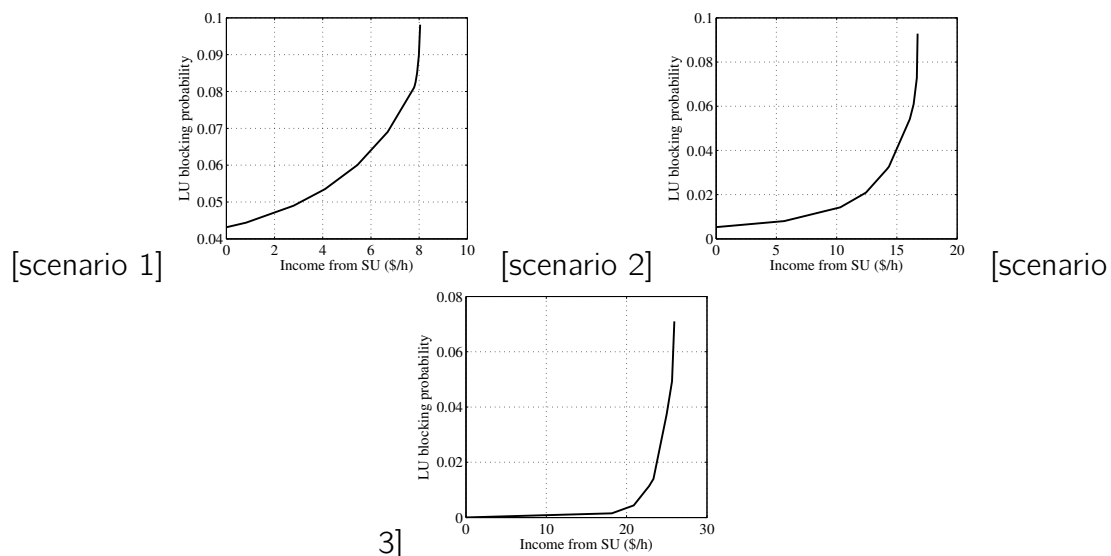 0.1
0.09
0.08
0.07
0.06
0.05
0.04
LU blocking probability
0 2 4 6 8 10
Income from SU ($/h)
[scenario 1]
0.1
0.08
0.06
0.04
0.02
0
LU blocking probability
0 5 10 15 20
Income from SU ($/h)
[scenario 2]
[scenario
0.08
0.06
0.04
0.02
0
LU blocking probability
0 10 20 30
Income from SU ($/h)
3]